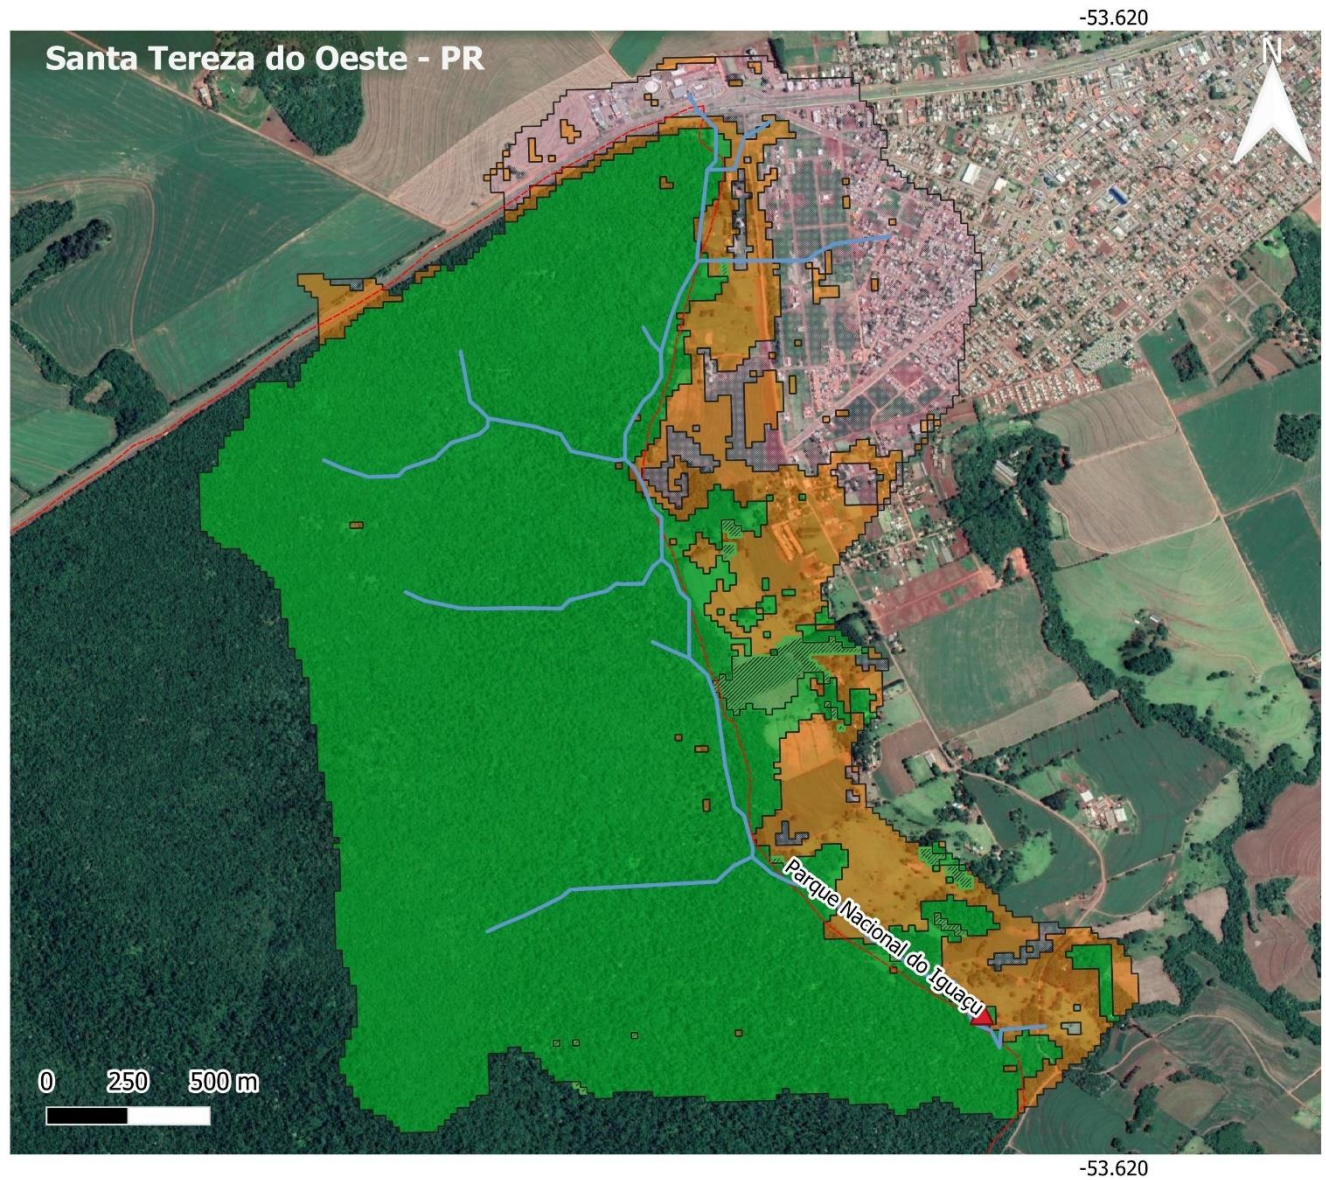 -53.620
Santa Tereza do Oeste - PR
N
Parque Nacional do Iguaçu
0 250 500 m
-53.620